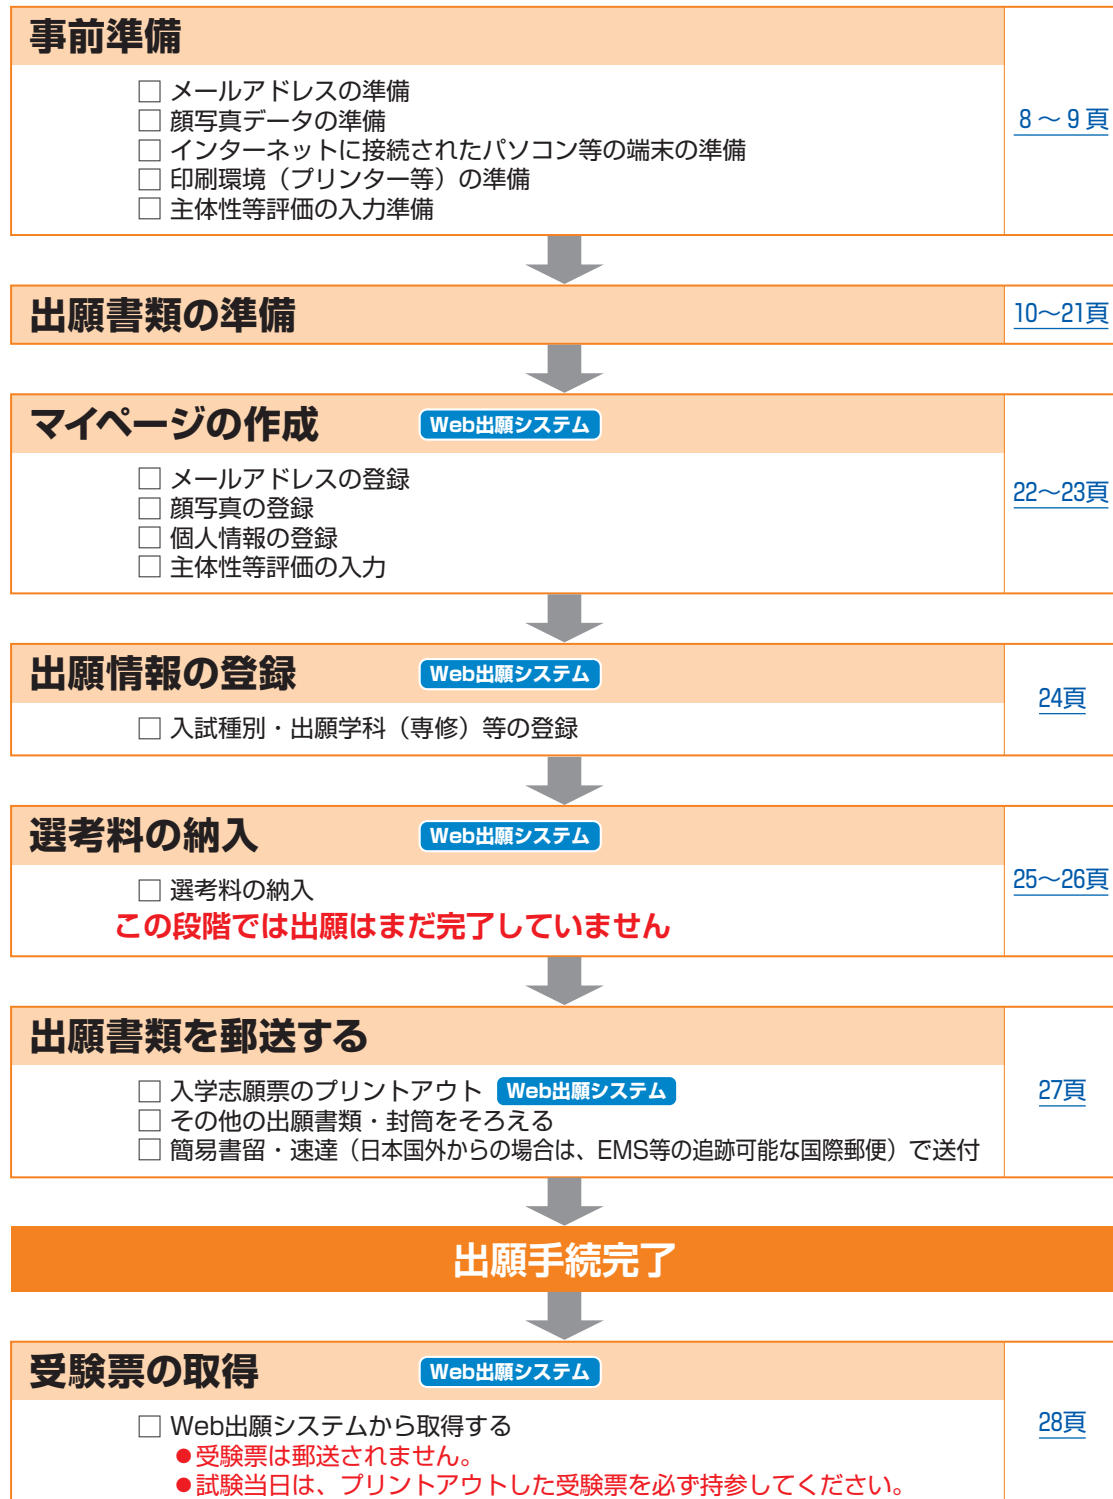 事前準備
□ メールアドレスの準備
□ 顔写真データの準備
□ インターネットに接続されたパソコン等の端末の準備
□ 印刷環境（プリンター等）の準備
□ 主体性等評価の入力準備
8～9頁
出願書類の準備
10～21頁
マイページの作成 Web出願システム
□ メールアドレスの登録
□ 顔写真の登録
□ 個人情報の登録
□ 主体性等評価の入力
22～23頁
出願情報の登録 Web出願システム
□ 入試種別・出願学科（専修）等の登録
24頁
選考料の納入 Web出願システム
□ 選考料の納入
この段階では出願はまだ完了していません
25～26頁
出願書類を郵送する
□ 入学志願票のプリントアウト Web出願システム
□ その他の出願書類・封筒をそろえる
□ 簡易書留・速達（日本国外からの場合は、EMS等の追跡可能な国際郵便）で送付
27頁
出願手続完了
受験票の取得 Web出願システム
□ Web出願システムから取得する
●受験票は郵送されません。
●試験当日は、プリントアウトした受験票を必ず持参してください。
28頁